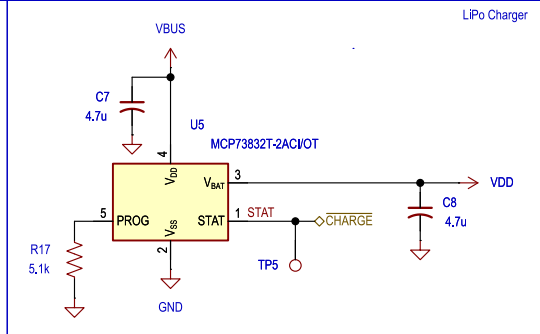 LiPo Charger
VBUS
C7
4.7u
U5
MCP73832T-2ACI/OT
4
VDD
3
VBAT
VDD
C8
4.7u
5
PROG
VSS
STAT
1
STAT
CHARGE
2
R17
5.1k
TP5
GND